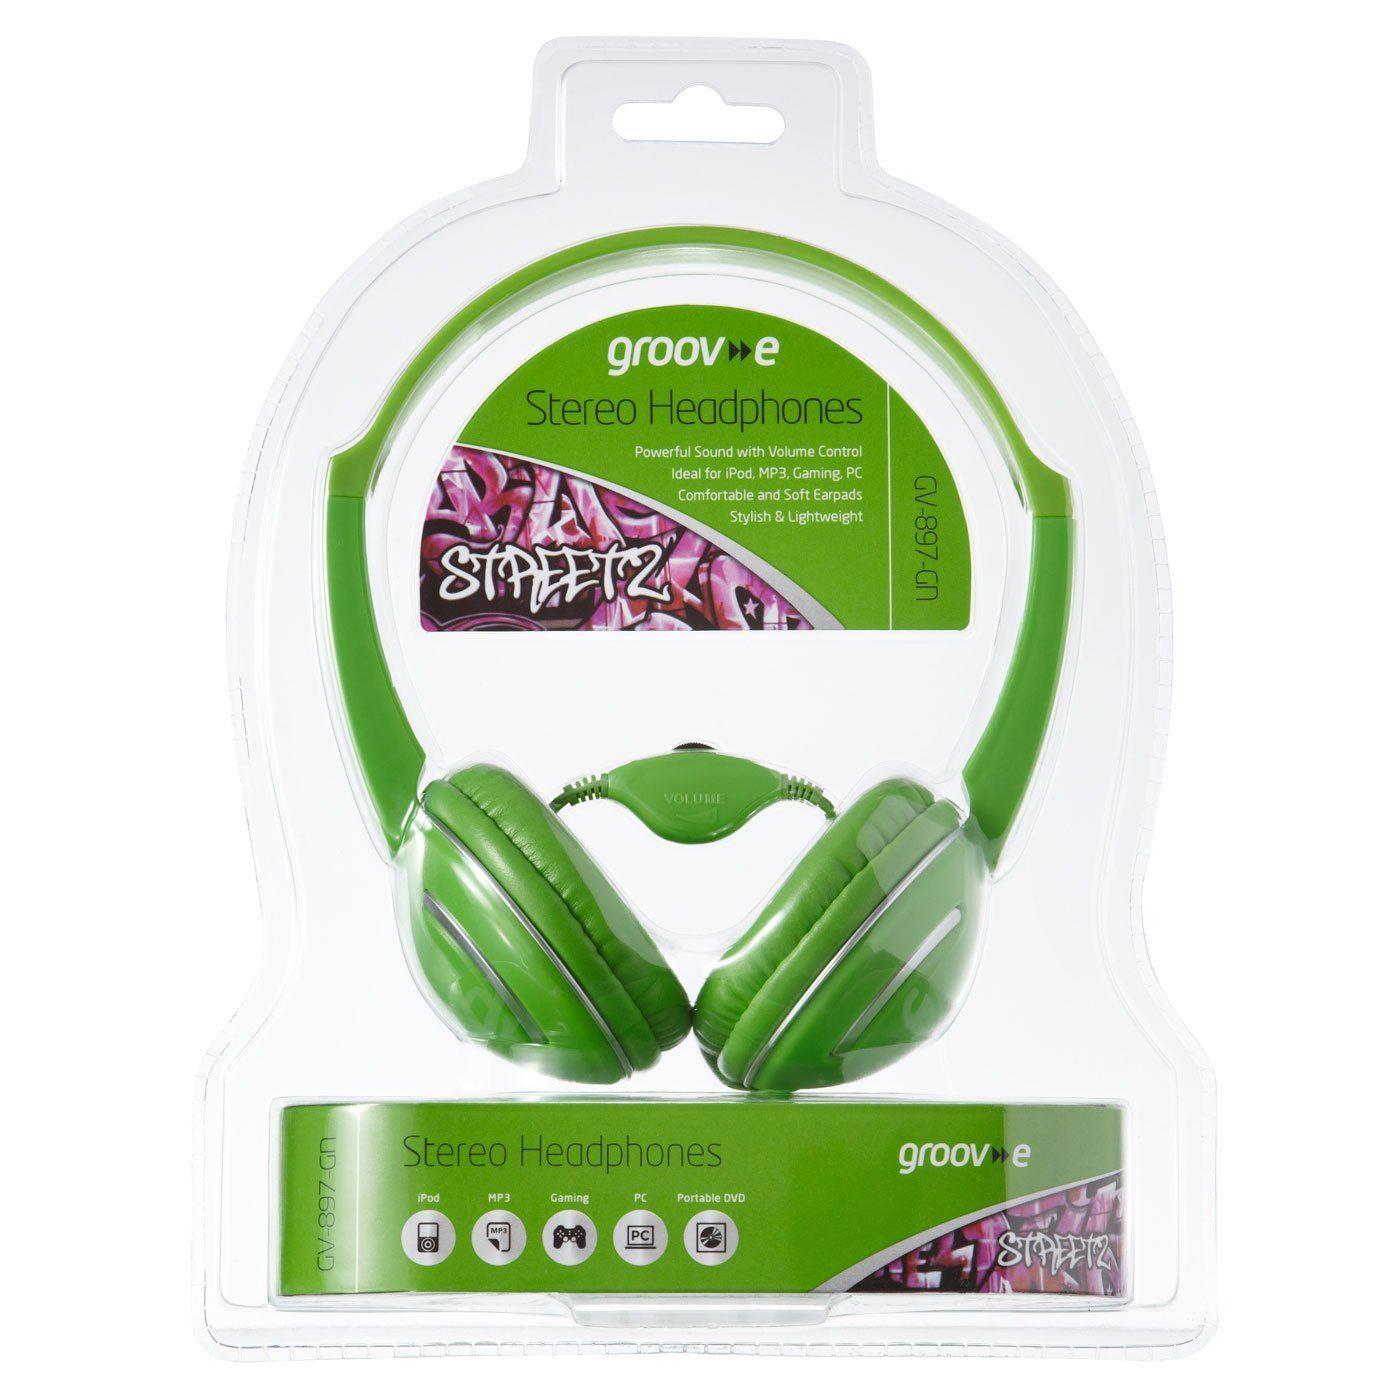 groov e
Stereo Headphones
Powerful Sound with Volume Control
Ideal for iPod, MP3, Gaming, PC
Comfortable and Soft Earpads
Stylish & Lightweight
STREETZ
GV-897-GN
VOLUME
GV-897-GN
Stereo Headphones
iPod MP3 Gaming PC Portable DVD
MP3 PC
groov e
STREETZ